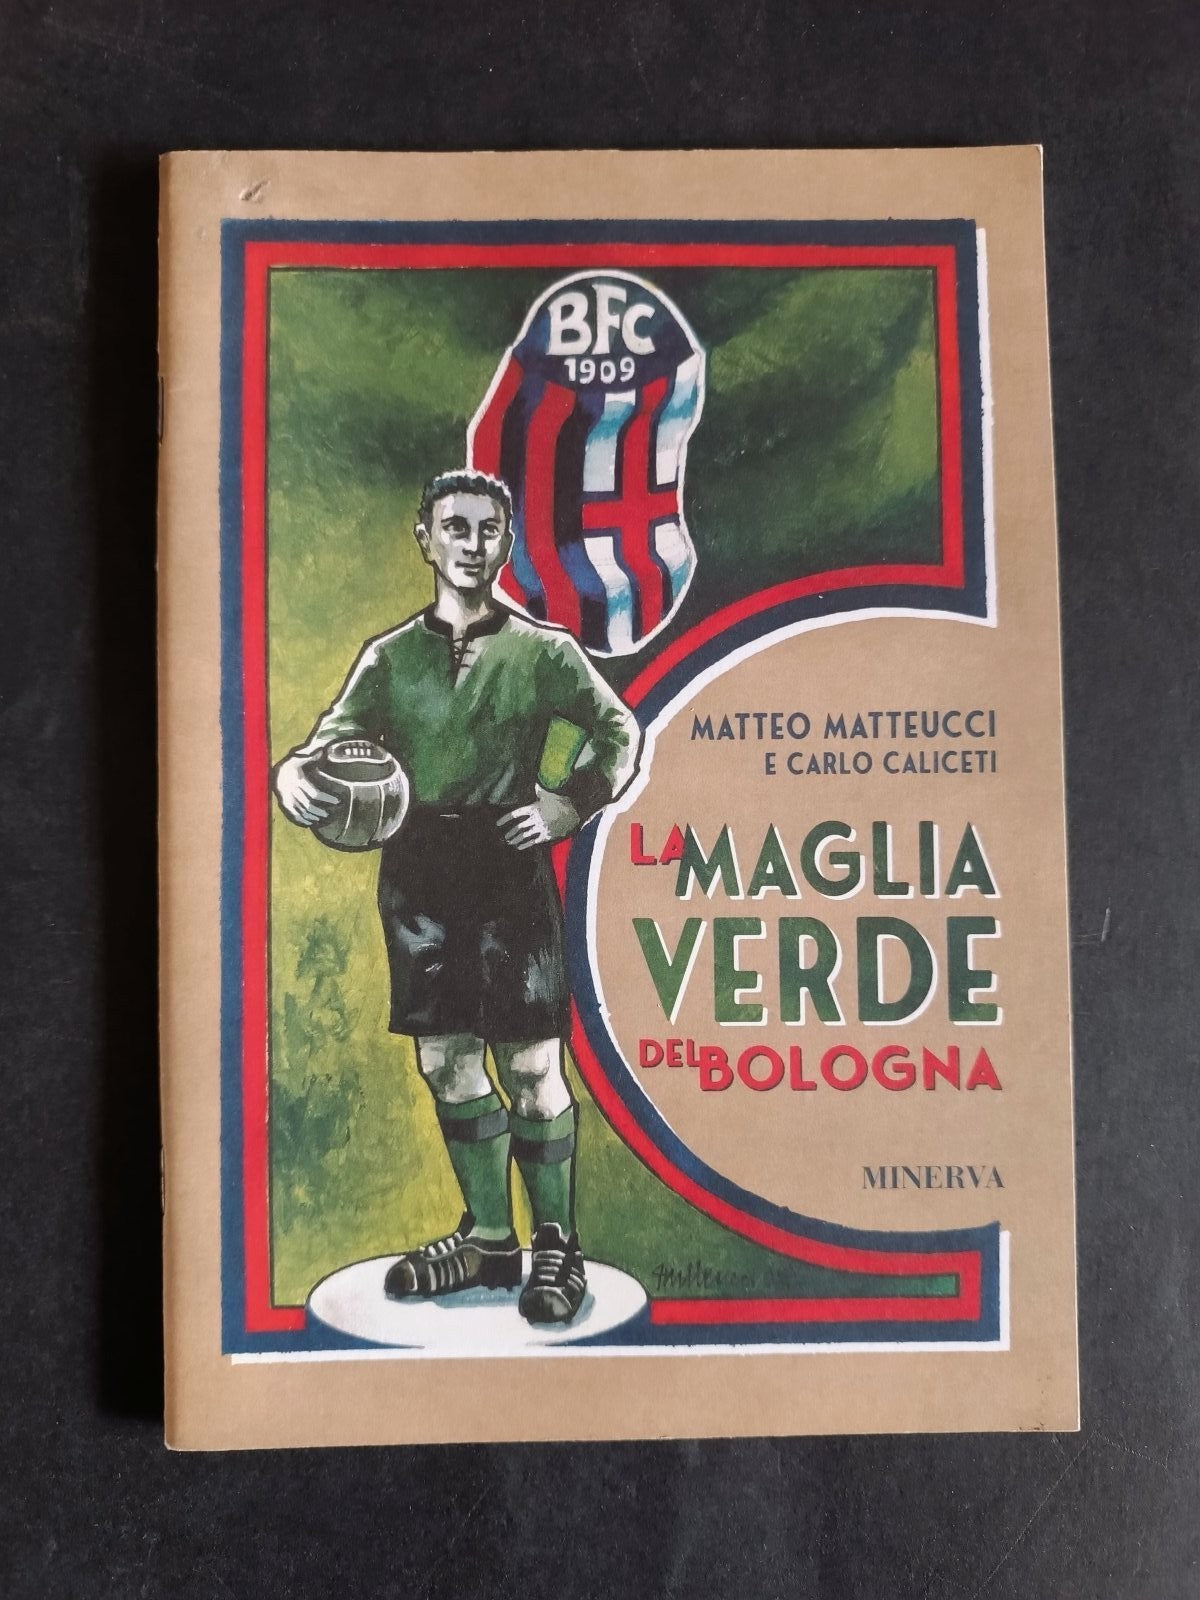 BFC
1909
MATTEO MATTEUCCI
E CARLO CALICETI
LA MAGLIA
VERDE
DEL BOLOGNA
MINERVA